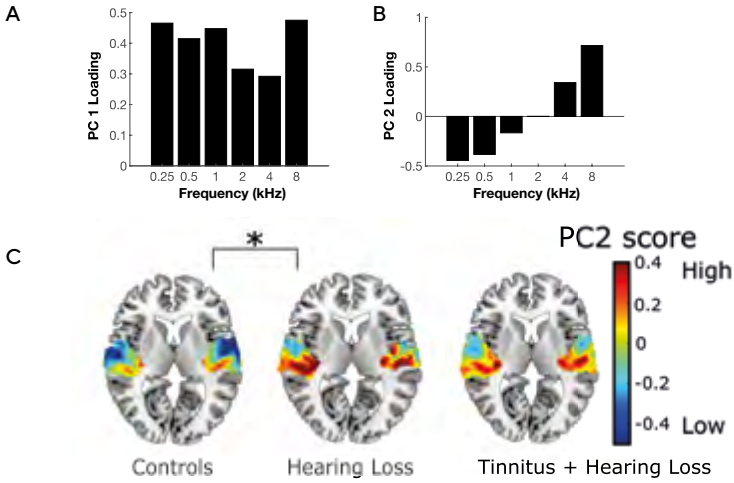 A
PC 1 Loading
0.5
0.4
0.3
0.2
0.1
0
0.25 0.5 1 2 4 8
Frequency (kHz)
B
PC 2 Loading
1
0.5
0
-0.5
0.25 0.5 1 2 4 8
Frequency (kHz)
C
*
PC2 score
0.4 High
0.2
0
-0.2
-0.4 Low
Controls
Hearing Loss
Tinnitus + Hearing Loss